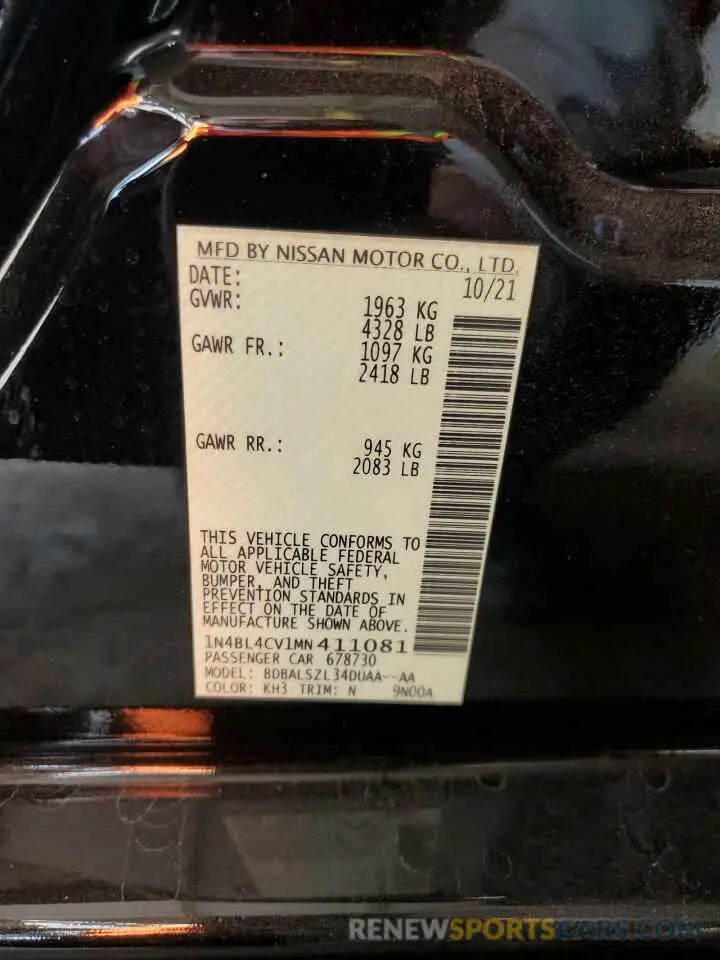 MFD BY NISSAN MOTOR CO., LTD.
DATE: 10/21
GVWR: 1963 KG
4328 LB
GAWR FR.: 1097 KG
2418 LB
GAWR RR.: 945 KG
2083 LB
THIS VEHICLE CONFORMS TO
ALL APPLICABLE FEDERAL
MOTOR VEHICLE SAFETY,
BUMPER, AND THEFT
PREVENTION STANDARDS IN
EFFECT ON THE DATE OF
MANUFACTURE SHOWN ABOVE.
1N4BL4CV1MN411081
PASSENGER CAR 678730
MODEL: BDBALSZL34DUAA--AA
COLOR: KH3 TRIM: N 9N00A
RENEWSPORTSCARS.COM